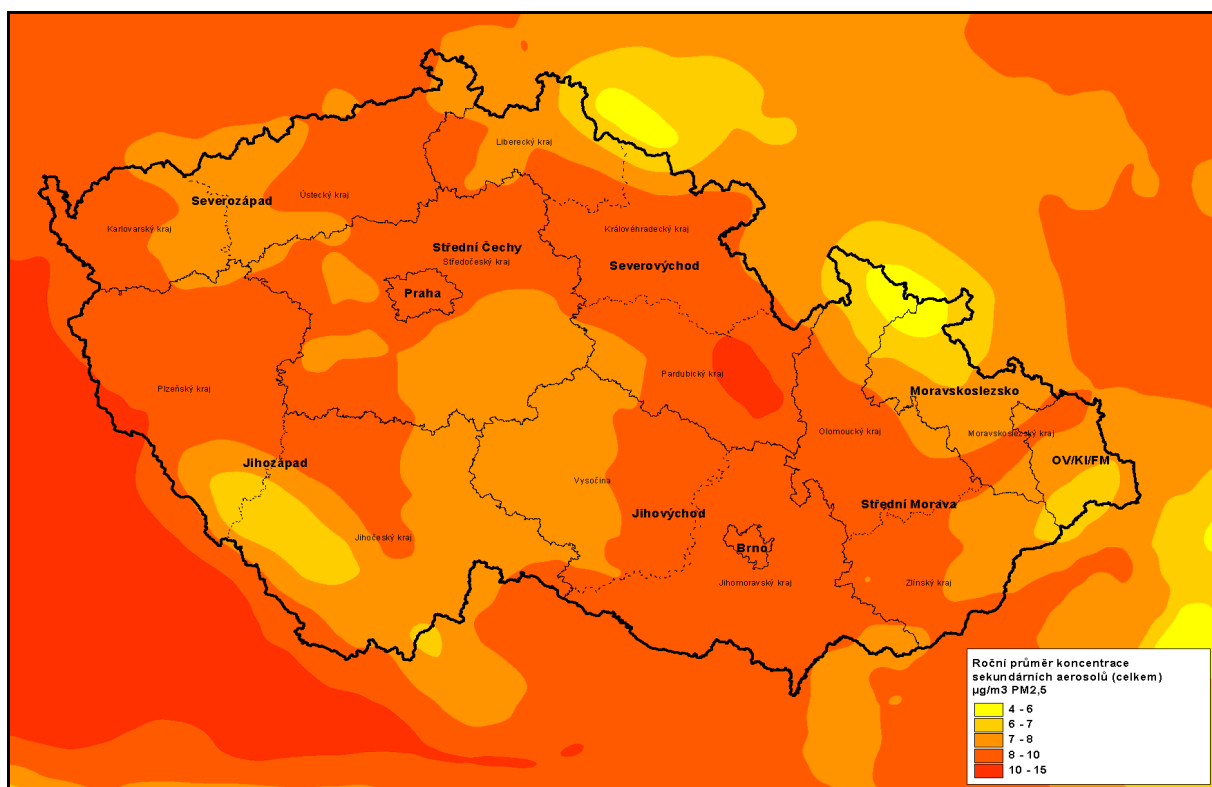 Liberecký kraj
Severozápad
Ústecký kraj
Karlovarský kraj
Královéhradecký kraj
Střední Čechy
Středočeský kraj
Severovýchod
Praha
Plzeňský kraj
Pardubický kraj
Moravskoslezsko
Olomoucký kraj
Moravskoslezský kraj
Jihozápad
OV/KI/FM
Vysočina
Střední Morava
Jihovýchod
Jihočeský kraj
Brno
Jihomoravský kraj
Zlínský kraj
Roční průměr koncentrace
sekundárních aerosolů (celkem)
µg/m3 PM2,5
4 - 6
6 - 7
7 - 8
8 - 10
10 - 15